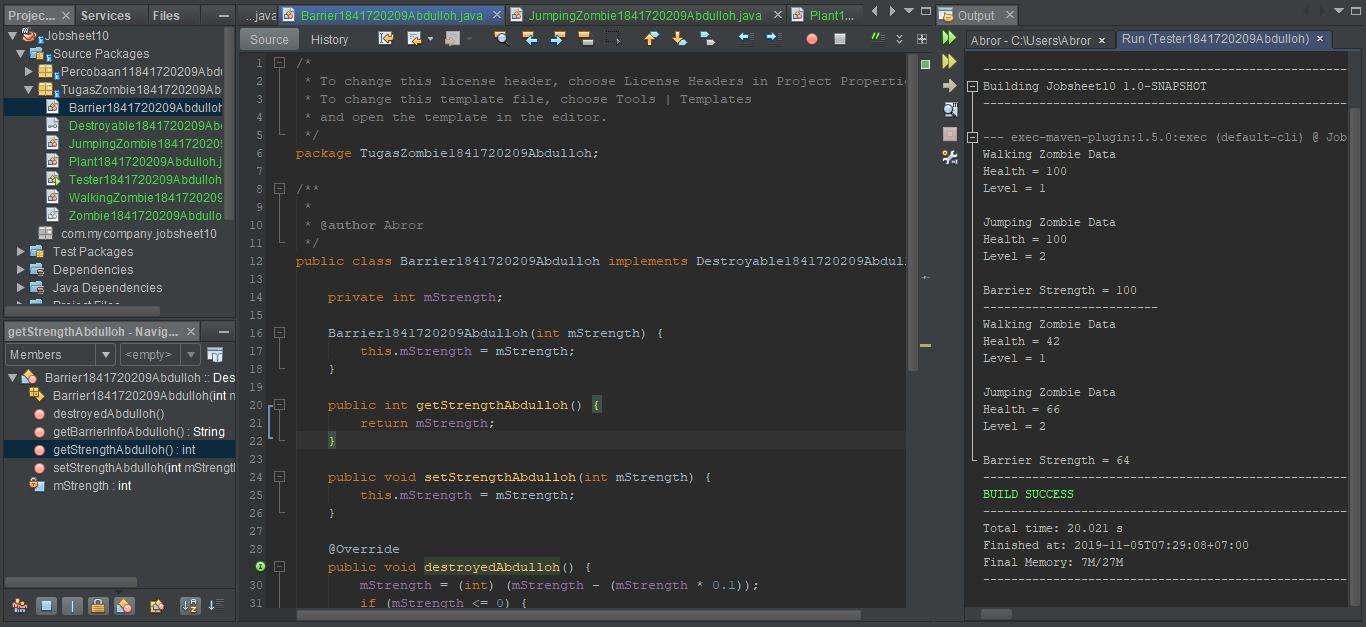 Projec...
Services
Files
Jobsheet10
Source Packages
Percobaan11841720209Abdu
TugasZombie1841720209Ab
Barrier1841720209Abdulloh
Destroyable1841720209Abd
JumpingZombie1841720209
Plant1841720209Abdulloh.j
Tester1841720209Abdulloh
WalkingZombie1841720209
Zombie1841720209Abdullo
com.mycompany.jobsheet10
Test Packages
Dependencies
Java Dependencies
Project Files
getStrengthAbdulloh - Navig...
Members
<empty>
Barrier1841720209Abdulloh :: Des
Barrier1841720209Abdulloh(int m
destroyedAbdulloh()
getBarrierInfoAbdulloh() : String
getStrengthAbdulloh() : int
setStrengthAbdulloh(int mStrengtl
mStrength : int
...java
Barrier1841720209Abdulloh.java
JumpingZombie1841720209Abdulloh.java
Plant1...
Source
History
1 /*
2 * To change this license header, choose License Headers in Project Properti
3 * To change this template file, choose Tools | Templates
4 * and open the template in the editor.
5 */
6 package TugasZombie1841720209Abdulloh;
7
8 /**
9 *
10 * @author Abror
11 */
12 public class Barrier1841720209Abdulloh implements Destroyable1841720209Abdul
13
14 private int mStrength;
15
16 Barrier1841720209Abdulloh(int mStrength) {
17 this.mStrength = mStrength;
18 }
19
20 public int getStrengthAbdulloh() {
21 return mStrength;
22 }
23
24 public void setStrengthAbdulloh(int mStrength) {
25 this.mStrength = mStrength;
26 }
27
28 @Override
public void destroyedAbdulloh() {
30 mStrength = (int) (mStrength - (mStrength * 0.1));
31 if (mStrength <= 0) {
Output
Abror - C:\Users\Abror
Run (Tester1841720209Abdulloh)
------------------------------------------------
Building Jobsheet10 1.0-SNAPSHOT
------------------------------------------------
--- exec-maven-plugin:1.5.0:exec (default-cli) @ Job
Walking Zombie Data
Health = 100
Level = 1
Jumping Zombie Data
Health = 100
Level = 2
Barrier Strength = 100
-------------------------
Walking Zombie Data
Health = 42
Level = 1
Jumping Zombie Data
Health = 66
Level = 2
Barrier Strength = 64
------------------------------------------------
BUILD SUCCESS
------------------------------------------------
Total time: 20.021 s
Finished at: 2019-11-05T07:29:08+07:00
Final Memory: 7M/27M
------------------------------------------------